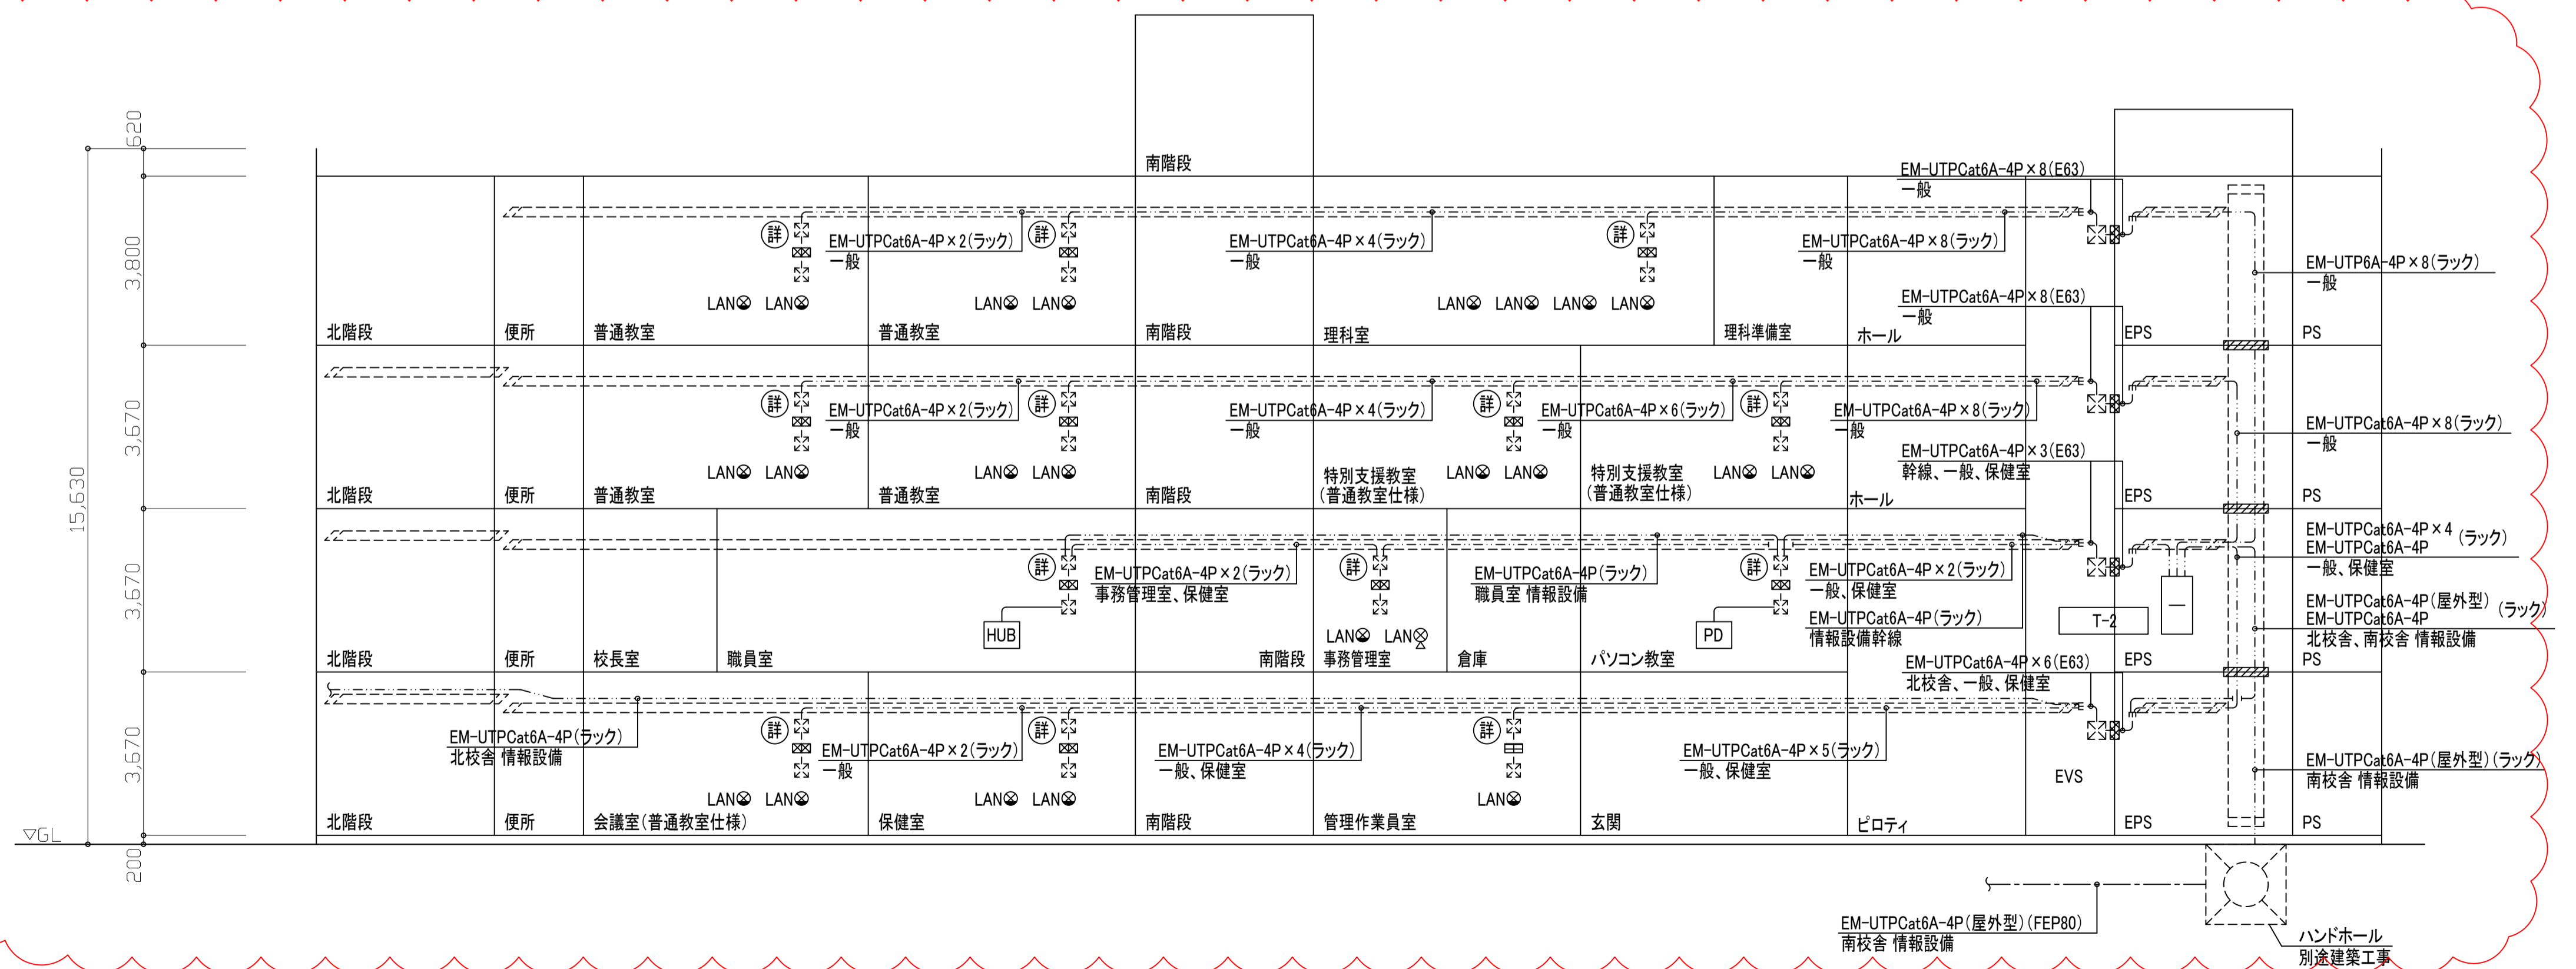 620
3,800
3,670
15,630
3,670
3,670
200
▽GL
南階段
EM-UTPCat6A-4P×8(E63)
一般
詳
EM-UTPCat6A-4P×2(ラック)
一般
詳
EM-UTPCat6A-4P×4(ラック)
一般
詳
EM-UTPCat6A-4P×8(ラック)
一般
EM-UTP6A-4P×8(ラック)
一般
LAN LAN
LAN LAN
LAN LAN LAN LAN
EM-UTPCat6A-4P×8(E63)
一般
北階段
便所
普通教室
普通教室
南階段
理科室
理科準備室
ホール
EPS
PS
詳
EM-UTPCat6A-4P×2(ラック)
一般
詳
EM-UTPCat6A-4P×4(ラック)
一般
詳
EM-UTPCat6A-4P×6(ラック)
一般
詳
EM-UTPCat6A-4P×8(ラック)
一般
EM-UTPCat6A-4P×8(ラック)
一般
EM-UTPCat6A-4P×3(E63)
幹線、一般、保健室
LAN LAN
LAN LAN
LAN LAN
LAN LAN
北階段
便所
普通教室
普通教室
南階段
特別支援教室
(普通教室仕様)
特別支援教室
(普通教室仕様)
ホール
EPS
PS
EM-UTPCat6A-4P×4
EM-UTPCat6A-4P
(ラック)
一般、保健室
詳
EM-UTPCat6A-4P×2(ラック)
事務管理室、保健室
詳
EM-UTPCat6A-4P(ラック)
職員室 情報設備
詳
EM-UTPCat6A-4P×2(ラック)
一般、保健室
EM-UTPCat6A-4P(ラック)
情報設備幹線
EM-UTPCat6A-4P(屋外型)
EM-UTPCat6A-4P
(ラック)
北校舎、南校舎 情報設備
HUB
LAN LAN
PD
T-2
北階段
便所
校長室
職員室
南階段
事務管理室
倉庫
パソコン教室
EPS
PS
EM-UTPCat6A-4P×6(E63)
北校舎、一般、保健室
EM-UTPCat6A-4P(ラック)
北校舎 情報設備
詳
EM-UTPCat6A-4P×2(ラック)
一般
詳
EM-UTPCat6A-4P×4(ラック)
一般、保健室
詳
EM-UTPCat6A-4P×5(ラック)
一般、保健室
EM-UTPCat6A-4P(屋外型)(ラック)
南校舎 情報設備
EVS
LAN LAN
LAN LAN
LAN
北階段
便所
会議室(普通教室仕様)
保健室
南階段
管理作業員室
玄関
ピロティ
EPS
PS
EM-UTPCat6A-4P(屋外型)(FEP80)
南校舎 情報設備
ハンドホール
別途建築工事